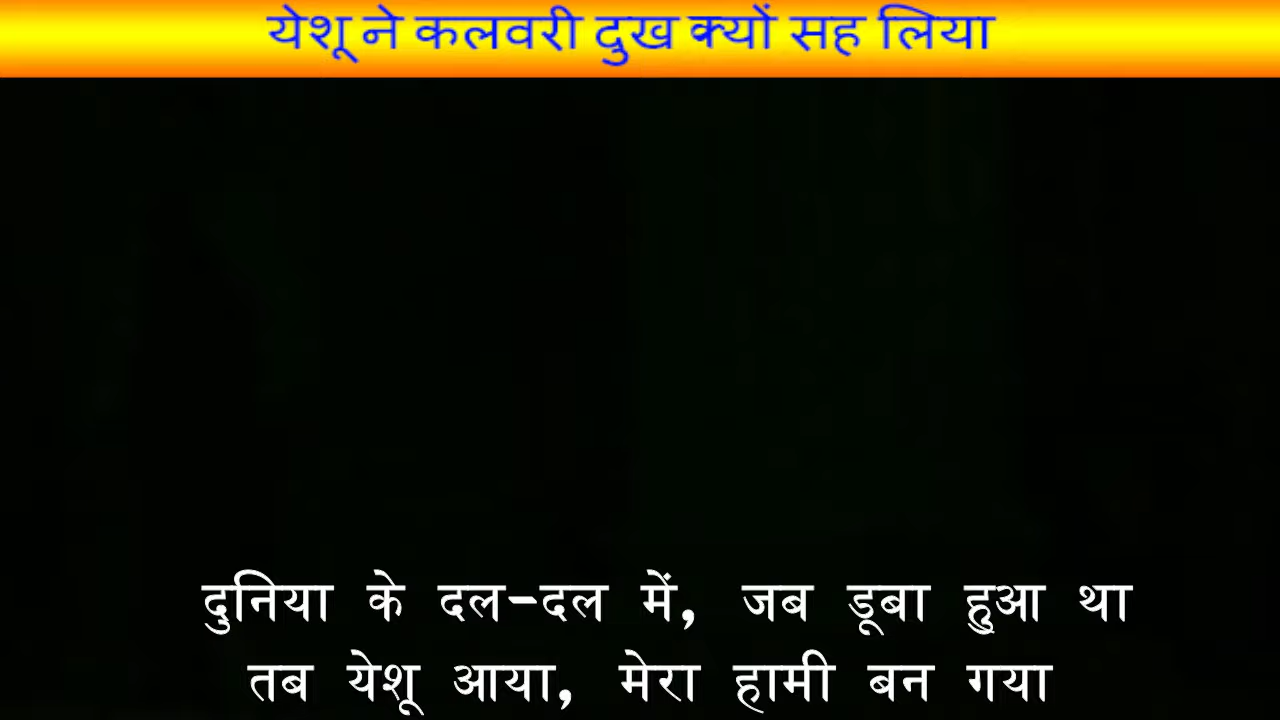 येशू ने कलवरी दुख क्यों सह लिया
दुनिया के दल-दल में, जब डूबा हुआ था
तब येशू आया, मेरा हामी बन गया